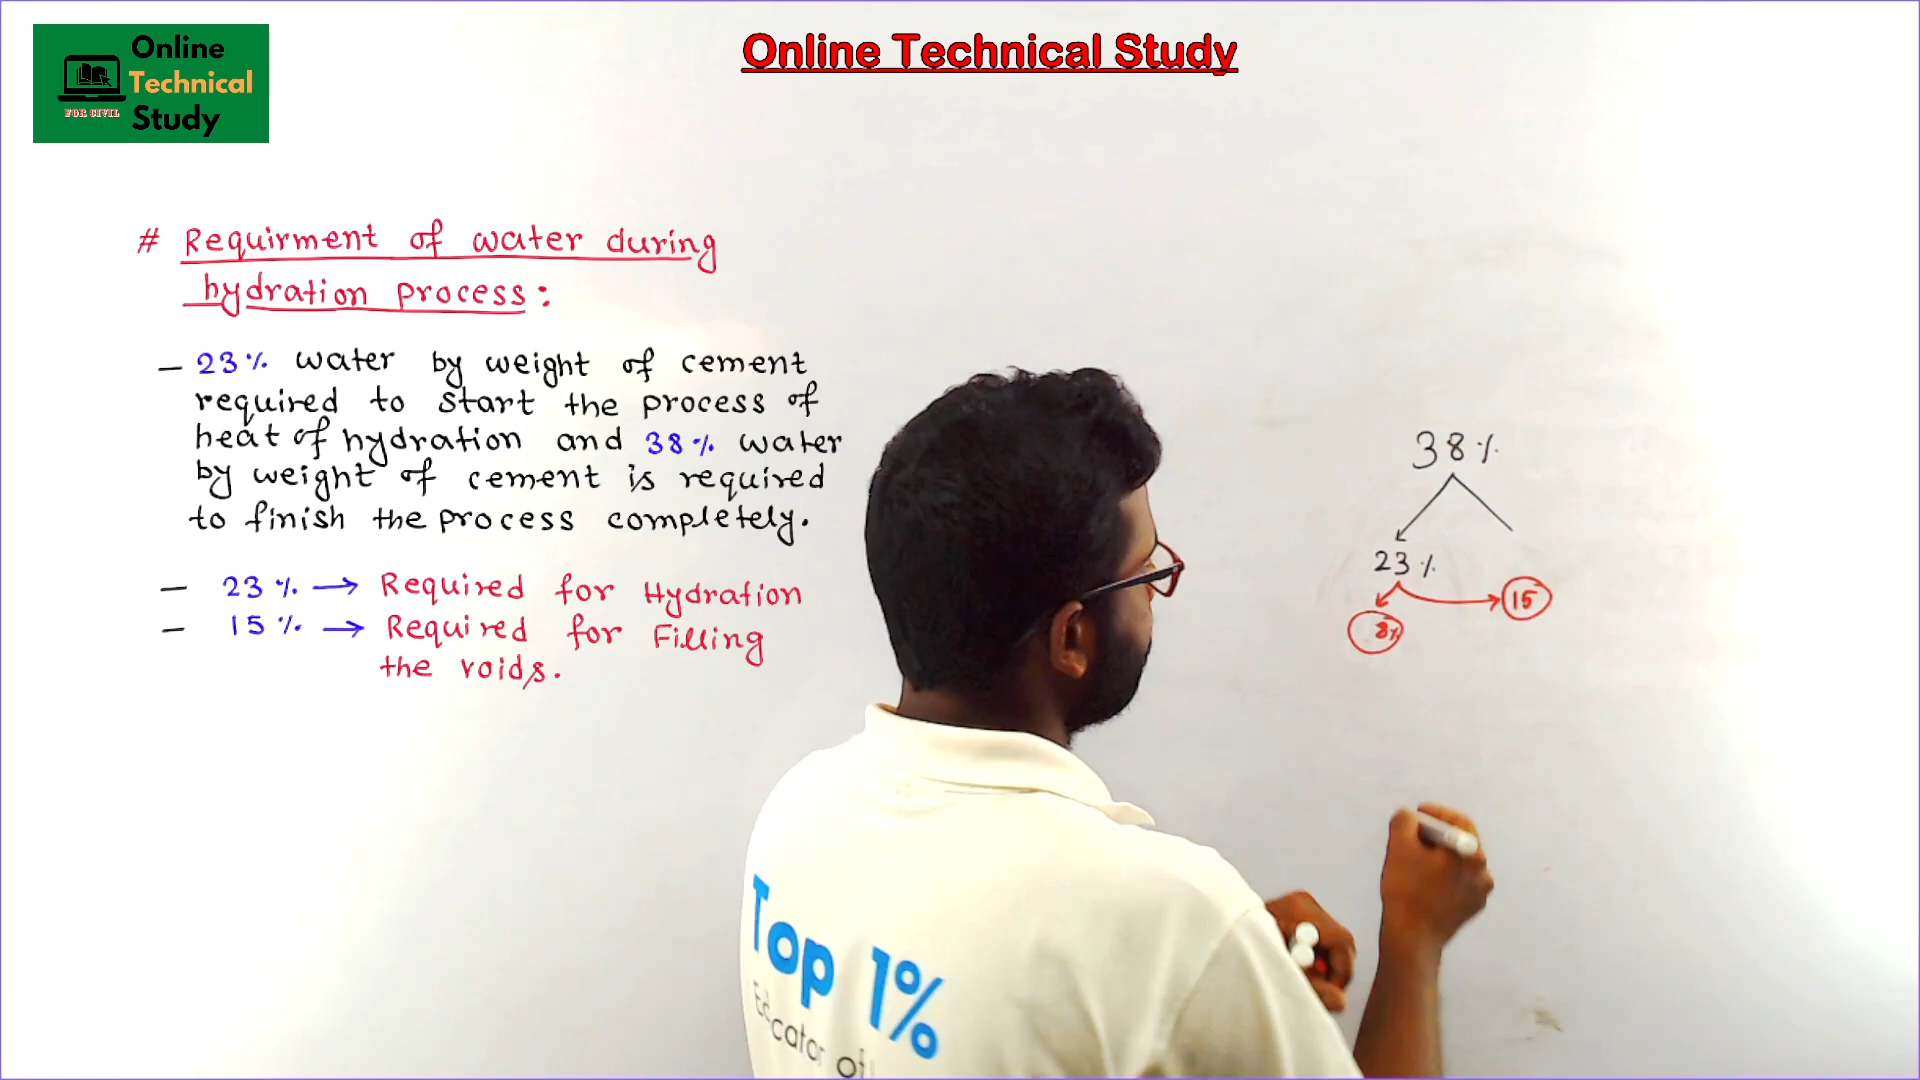 Online
Technical
Study
FOR CIVIL
Online Technical Study
# Requirment of water during
hydration process:
– 23% water by weight of cement
required to start the process of
heat of hydration and 38% water
by weight of cement is required
to finish the process completely.
– 23% → Required for Hydration
– 15% → Required for Filling
the voids.
38%
23%
15
8%
Top 1%
Educator of